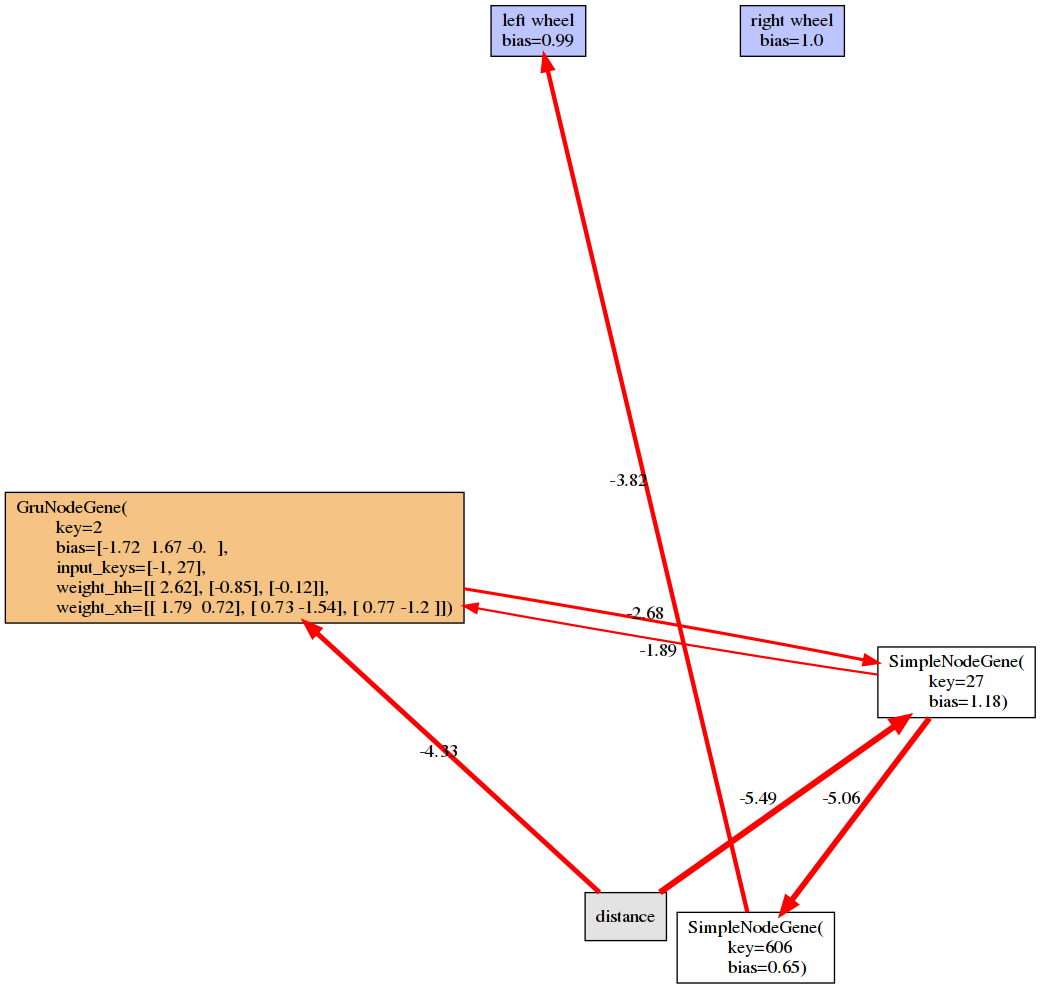 left wheel
bias=0.99
right wheel
bias=1.0
-3.82
GruNodeGene(
key=2
bias=[-1.72  1.67 -0.  ],
input_keys=[-1, 27],
weight_hh=[[ 2.62], [-0.85], [-0.12]],
weight_xh=[[ 1.79  0.72], [ 0.73 -1.54], [ 0.77 -1.2 ]])
-2.68
-1.89
SimpleNodeGene(
key=27
bias=1.18)
-4.33
-5.49
-5.06
distance
SimpleNodeGene(
key=606
bias=0.65)